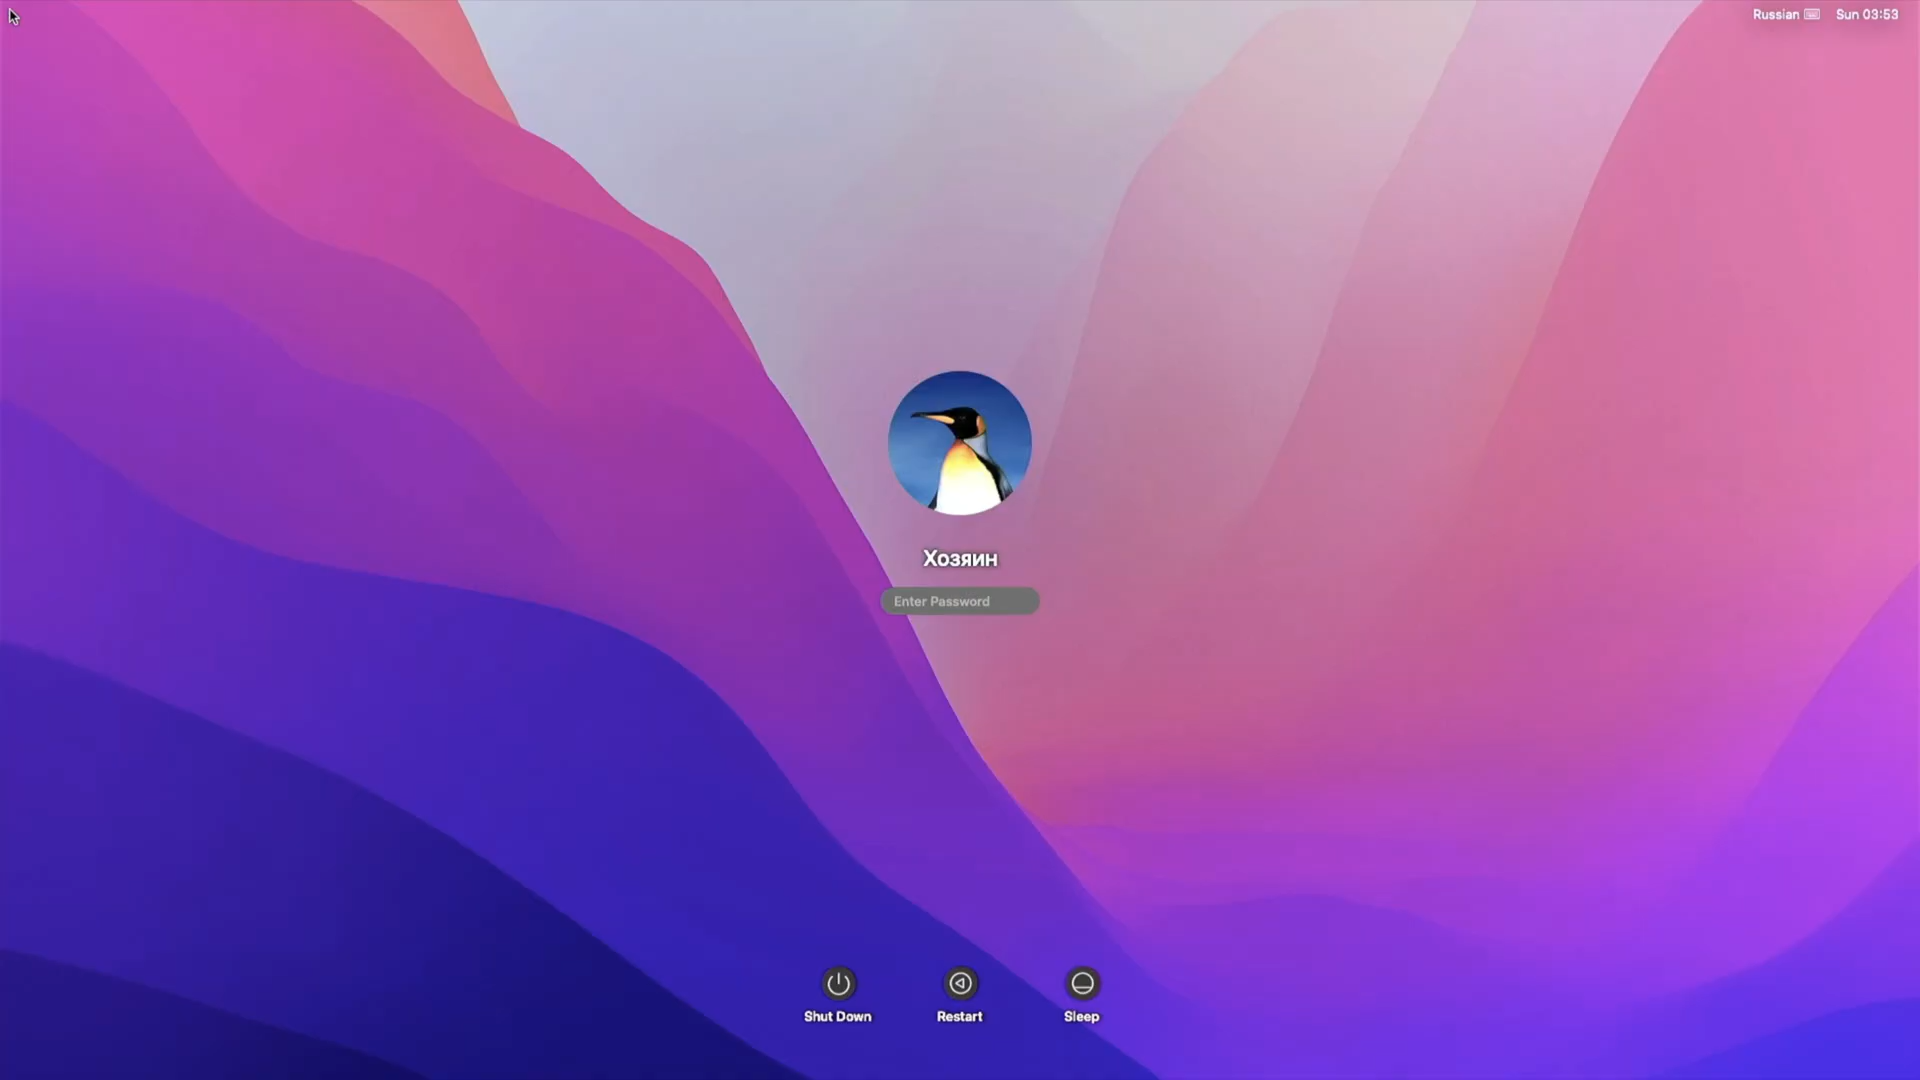 Russian Sun 03:53
Хозяин
Enter Password
Shut Down Restart Sleep